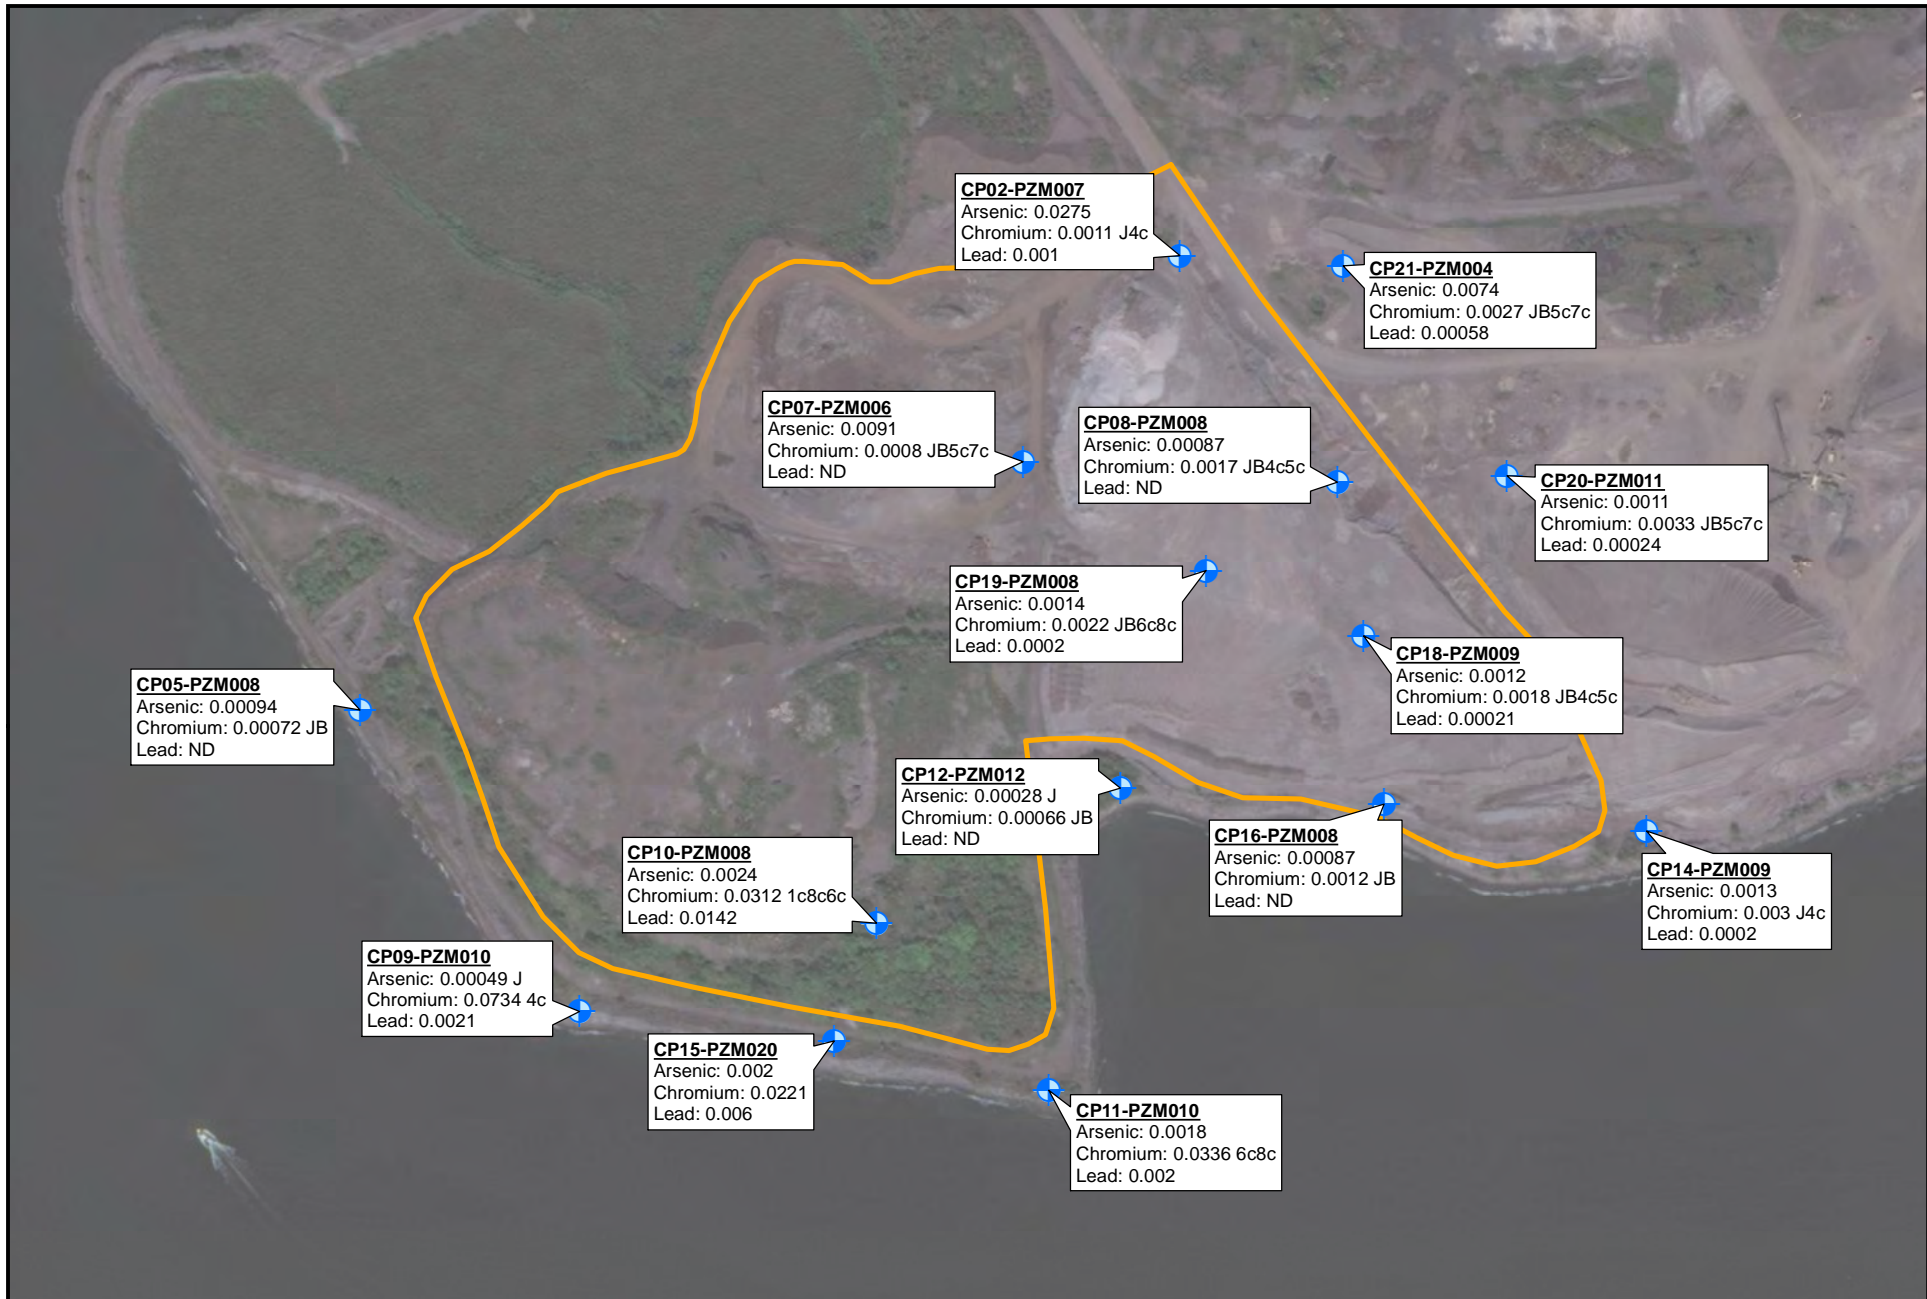 CP02-PZM007
Arsenic: 0.0275
Chromium: 0.0011 J4c
Lead: 0.001
CP21-PZM004
Arsenic: 0.0074
Chromium: 0.0027 JB5c7c
Lead: 0.00058
CP07-PZM006
Arsenic: 0.0091
Chromium: 0.0008 JB5c7c
Lead: ND
CP08-PZM008
Arsenic: 0.00087
Chromium: 0.0017 JB4c5c
Lead: ND
CP20-PZM011
Arsenic: 0.0011
Chromium: 0.0033 JB5c7c
Lead: 0.00024
CP19-PZM008
Arsenic: 0.0014
Chromium: 0.0022 JB6c8c
Lead: 0.0002
CP18-PZM009
Arsenic: 0.0012
Chromium: 0.0018 JB4c5c
Lead: 0.00021
CP05-PZM008
Arsenic: 0.00094
Chromium: 0.00072 JB
Lead: ND
CP12-PZM012
Arsenic: 0.00028 J
Chromium: 0.00066 JB
Lead: ND
CP16-PZM008
Arsenic: 0.00087
Chromium: 0.0012 JB
Lead: ND
CP14-PZM009
Arsenic: 0.0013
Chromium: 0.003 J4c
Lead: 0.0002
CP10-PZM008
Arsenic: 0.0024
Chromium: 0.0312 1c8c6c
Lead: 0.0142
CP09-PZM010
Arsenic: 0.00049 J
Chromium: 0.0734 4c
Lead: 0.0021
CP15-PZM020
Arsenic: 0.002
Chromium: 0.0221
Lead: 0.006
CP11-PZM010
Arsenic: 0.0018
Chromium: 0.0336 6c8c
Lead: 0.002